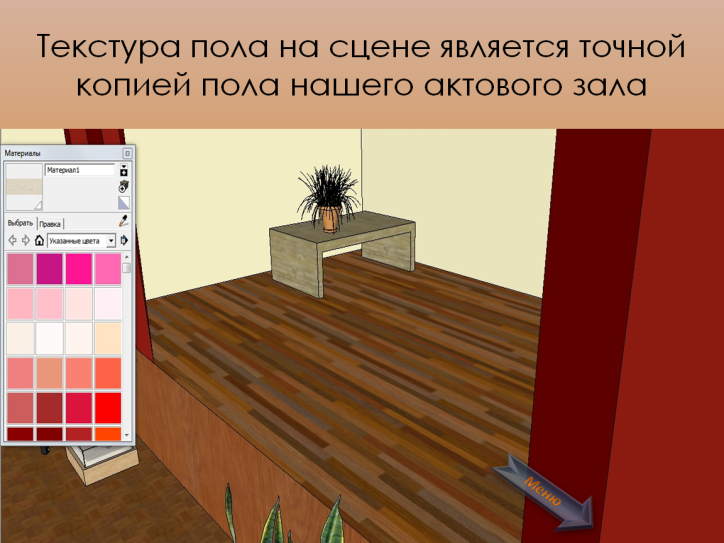 Текстура пола на сцене является точной
копией пола нашего актового зала
Материалы
Материал1
Выбрать
Правка
Указанные цвета
Меню